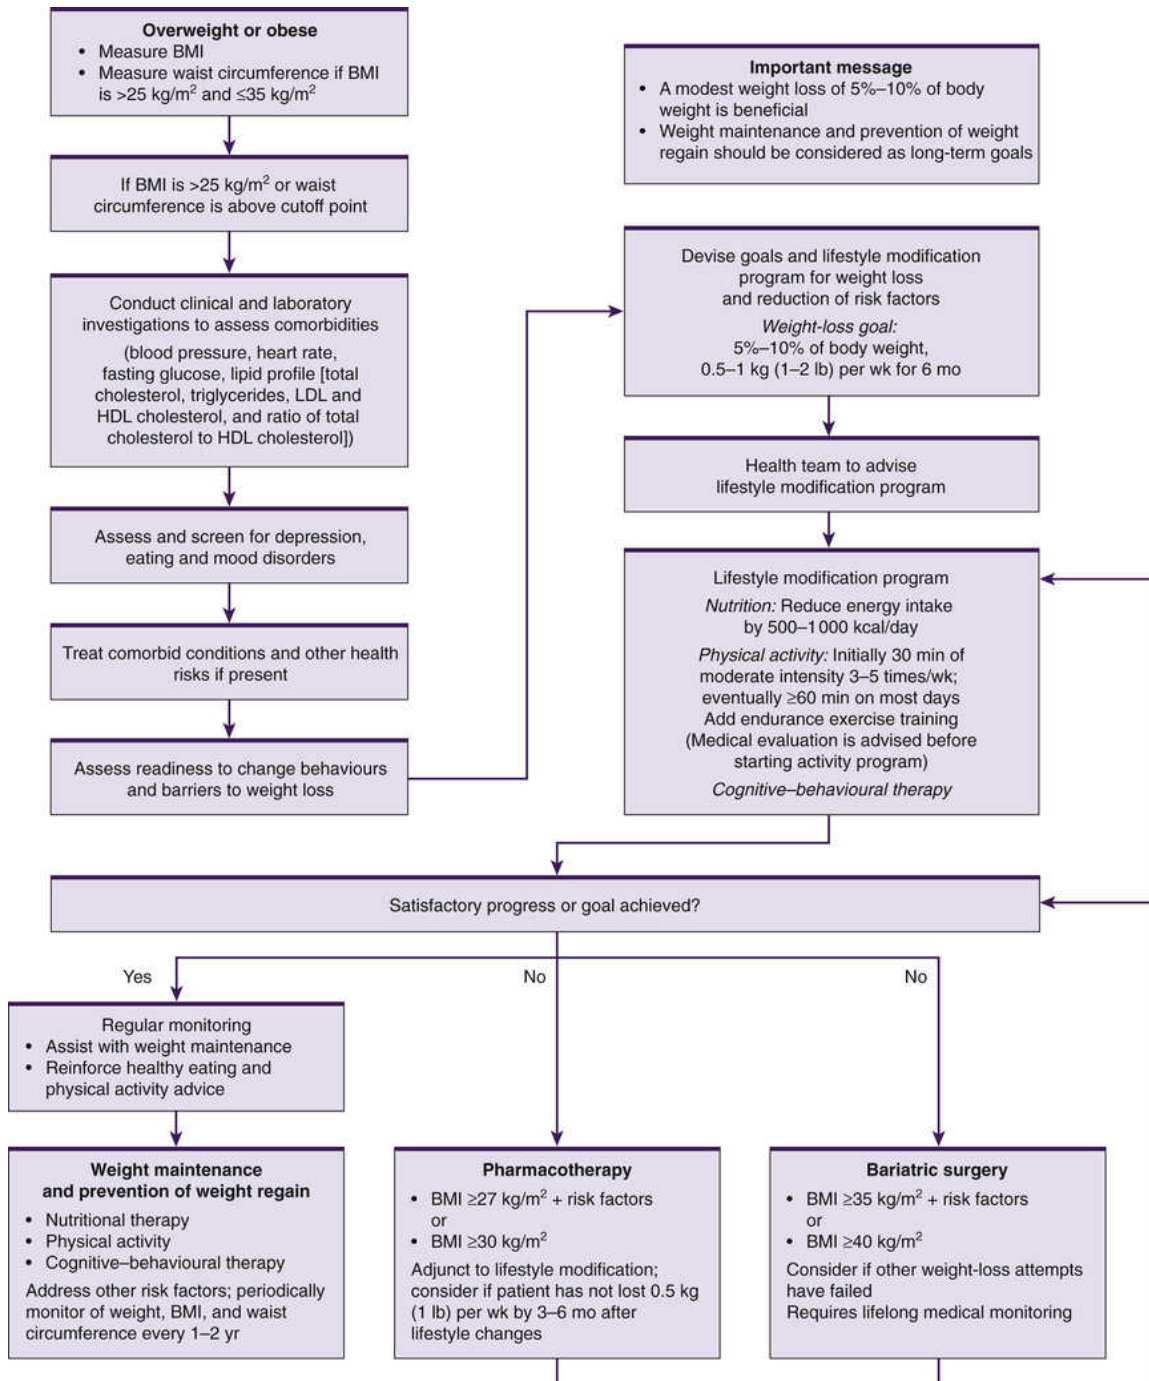 Overweight or obese
• Measure BMI
• Measure waist circumference if BMI
is >25 kg/m² and ≤35 kg/m²
If BMI is >25 kg/m² or waist
circumference is above cutoff point
Conduct clinical and laboratory
investigations to assess comorbidities
(blood pressure, heart rate,
fasting glucose, lipid profile [total
cholesterol, triglycerides, LDL and
HDL cholesterol, and ratio of total
cholesterol to HDL cholesterol])
Assess and screen for depression,
eating and mood disorders
Treat comorbid conditions and other health
risks if present
Assess readiness to change behaviours
and barriers to weight loss
Important message
• A modest weight loss of 5%–10% of body
weight is beneficial
• Weight maintenance and prevention of weight
regain should be considered as long-term goals
Devise goals and lifestyle modification
program for weight loss
and reduction of risk factors
Weight-loss goal:
5%–10% of body weight,
0.5–1 kg (1–2 lb) per wk for 6 mo
Health team to advise
lifestyle modification program
Lifestyle modification program
Nutrition: Reduce energy intake
by 500–1000 kcal/day
Physical activity: Initially 30 min of
moderate intensity 3–5 times/wk;
eventually ≥60 min on most days
Add endurance exercise training
(Medical evaluation is advised before
starting activity program)
Cognitive–behavioural therapy
Satisfactory progress or goal achieved?
Yes
No
No
Regular monitoring
• Assist with weight maintenance
• Reinforce healthy eating and
physical activity advice
Weight maintenance
and prevention of weight regain
• Nutritional therapy
• Physical activity
• Cognitive–behavioural therapy
Address other risk factors; periodically
monitor of weight, BMI, and waist
circumference every 1–2 yr
Pharmacotherapy
• BMI ≥27 kg/m² + risk factors
or
• BMI ≥30 kg/m²
Adjunct to lifestyle modification;
consider if patient has not lost 0.5 kg
(1 lb) per wk by 3–6 mo after
lifestyle changes
Bariatric surgery
• BMI ≥35 kg/m² + risk factors
or
• BMI ≥40 kg/m²
Consider if other weight-loss attempts
have failed
Requires lifelong medical monitoring